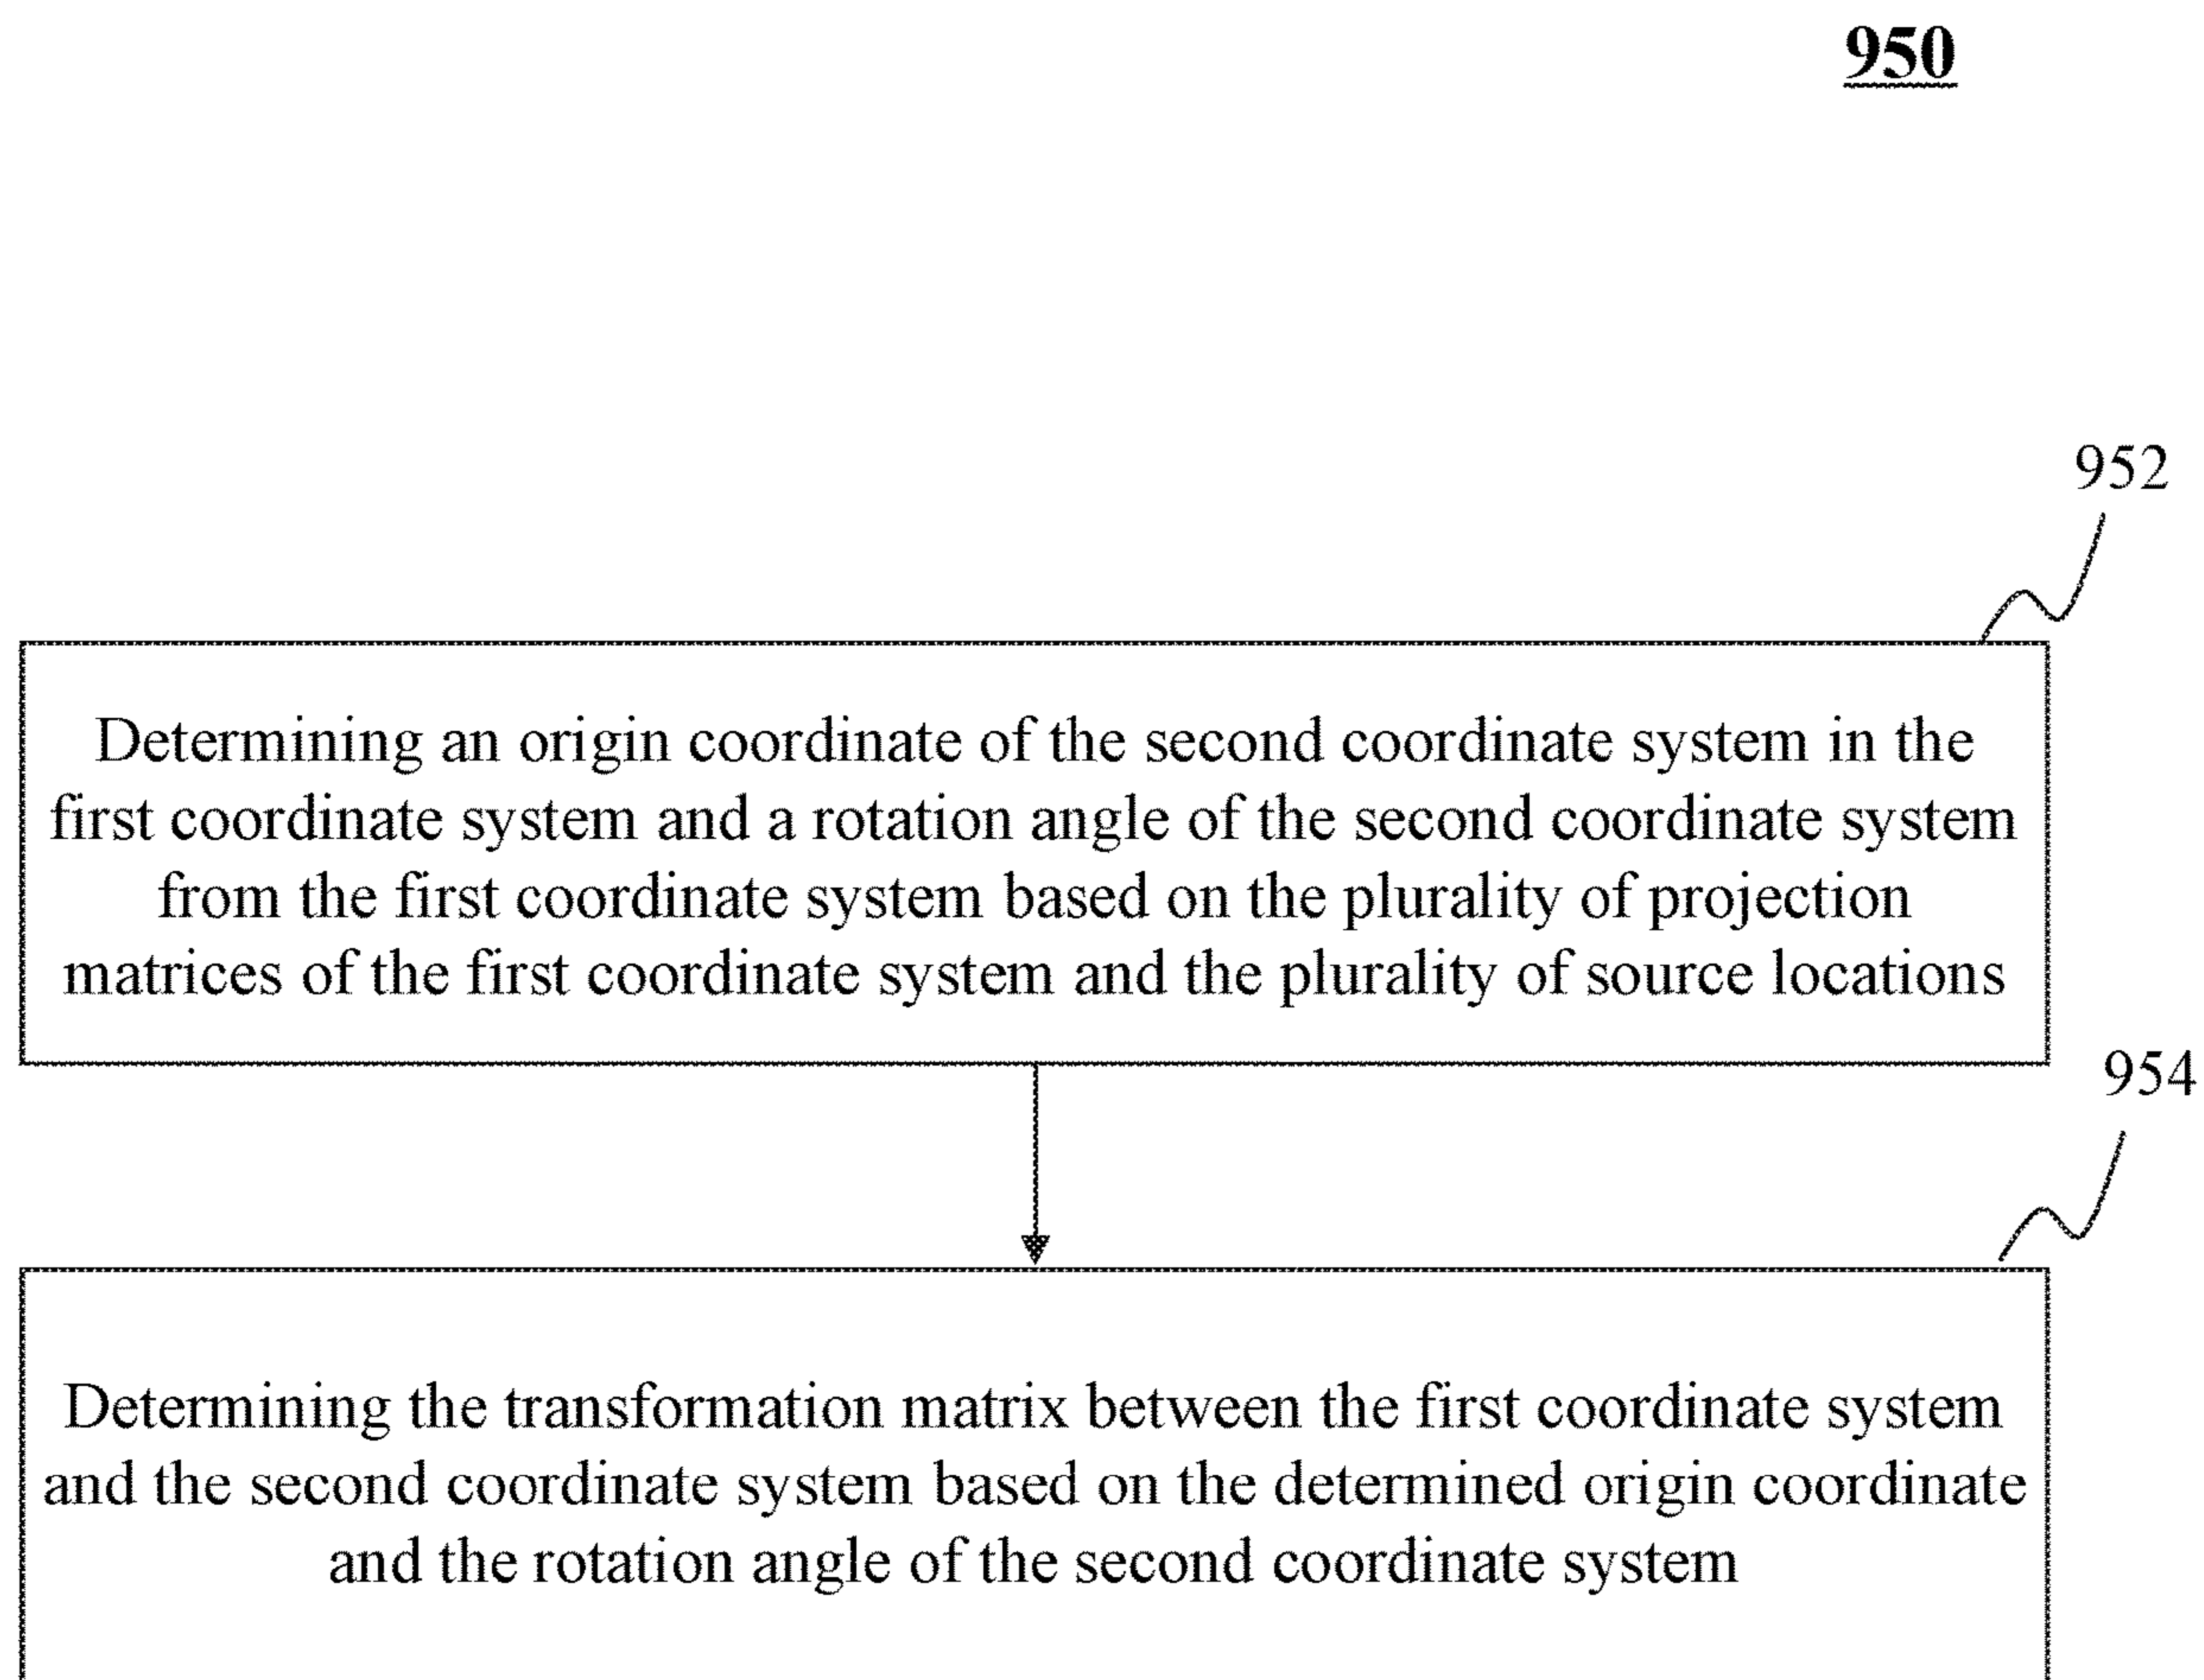 950
952
Determining an origin coordinate of the second coordinate system in the
first coordinate system and a rotation angle of the second coordinate system
from the first coordinate system based on the plurality of projection
matrices of the first coordinate system and the plurality of source locations
954
Determining the transformation matrix between the first coordinate system
and the second coordinate system based on the determined origin coordinate
and the rotation angle of the second coordinate system